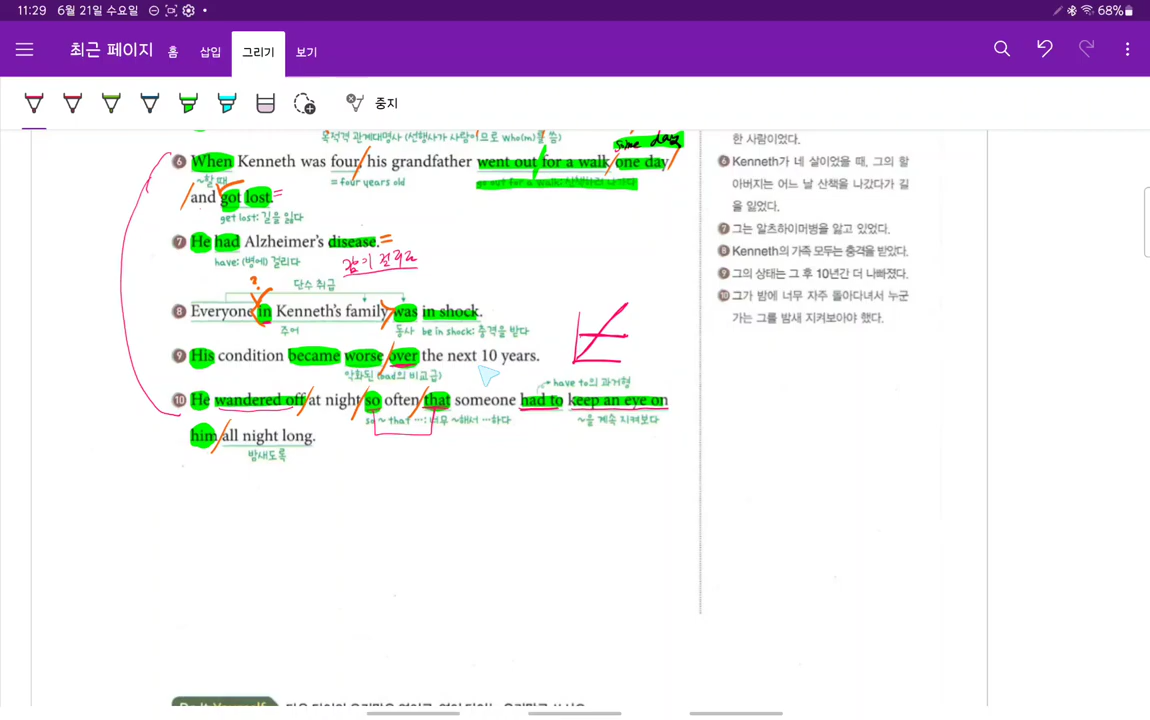 11:29 6월 21일 수요일 68%
최근 페이지 홈 삽입 그리기 보기
중지
목적격 관계대명사 (선행사가 사람이므로 who(m)을 씀)
some day
⑥ When Kenneth was four, his grandfather went out for a walk one day
~할 때 = four years old go out for a walk: 산책하러 나가다
and got lost.
get lost: 길을 잃다
⑦ He had Alzheimer's disease.
have: (병에) 걸리다
단수 취급
⑧ Everyone in Kenneth's family was in shock.
주어 동사 be in shock: 충격을 받다
⑨ His condition became worse over the next 10 years.
악화된 (bad의 비교급)
have to의 과거형
⑩ He wandered off at night so often that someone had to keep an eye on
so ~ that …: 너무 ~해서 …하다 ~을 계속 지켜보다
him all night long.
밤새도록
한 사람이었다.
⑥ Kenneth가 네 살이었을 때, 그의 할
아버지는 어느 날 산책을 나갔다가 길
을 잃었다.
⑦ 그는 알츠하이머병을 앓고 있었다.
⑧ Kenneth의 가족 모두는 충격을 받았다.
⑨ 그의 상태는 그 후 10년간 더 나빠졌다.
⑩ 그가 밤에 너무 자주 돌아다녀서 누군
가는 그를 밤새 지켜보아야 했다.